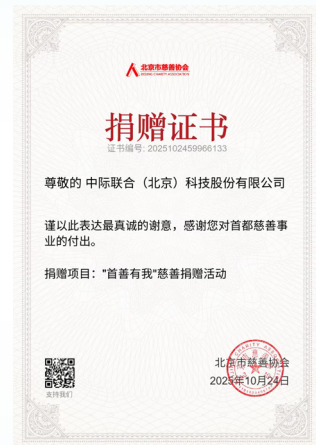 北京市慈善协会
BEIJING CHARITY ASSOCIATION
捐赠证书
证书编号: 2025102459966133
尊敬的 中际联合（北京）科技股份有限公司
谨以此表达最真诚的谢意，感谢您对首都慈善事
业的付出。
捐赠项目："首善有我"慈善捐赠活动
北京市慈善协会
2025年10月24日
支持我们